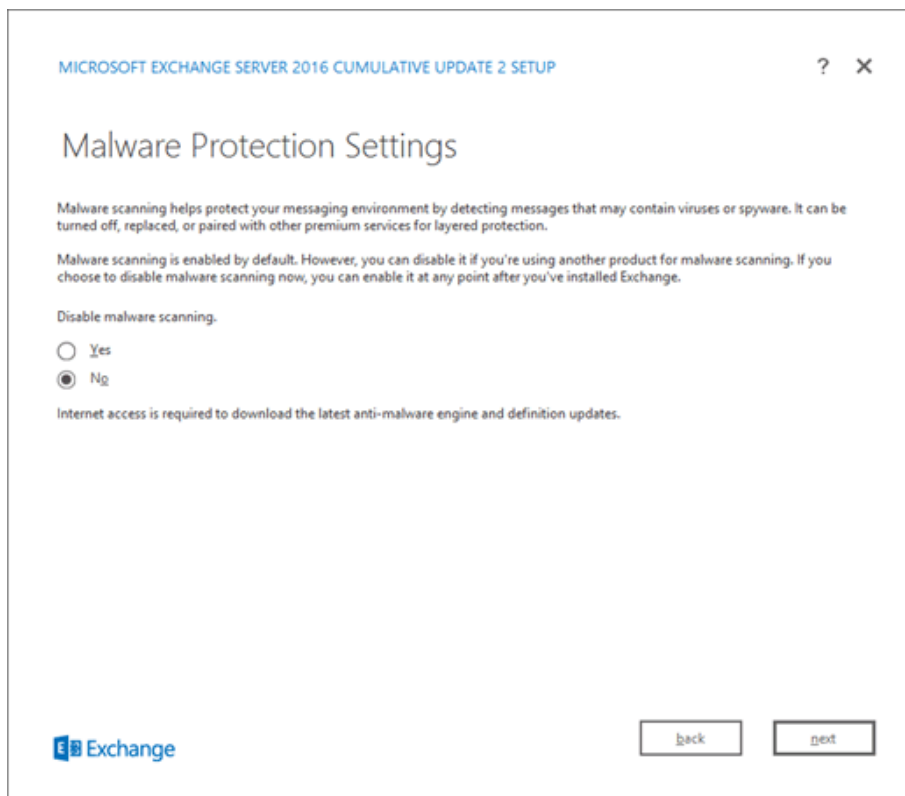 MICROSOFT EXCHANGE SERVER 2016 CUMULATIVE UPDATE 2 SETUP
?
Malware Protection Settings
Malware scanning helps protect your messaging environment by detecting messages that may contain viruses or spyware. It can be
turned off, replaced, or paired with other premium services for layered protection.
Malware scanning is enabled by default. However, you can disable it if you're using another product for malware scanning. If you
choose to disable malware scanning now, you can enable it at any point after you've installed Exchange.
Disable malware scanning.
Yes
No
Internet access is required to download the latest anti-malware engine and definition updates.
E Exchange
back
next